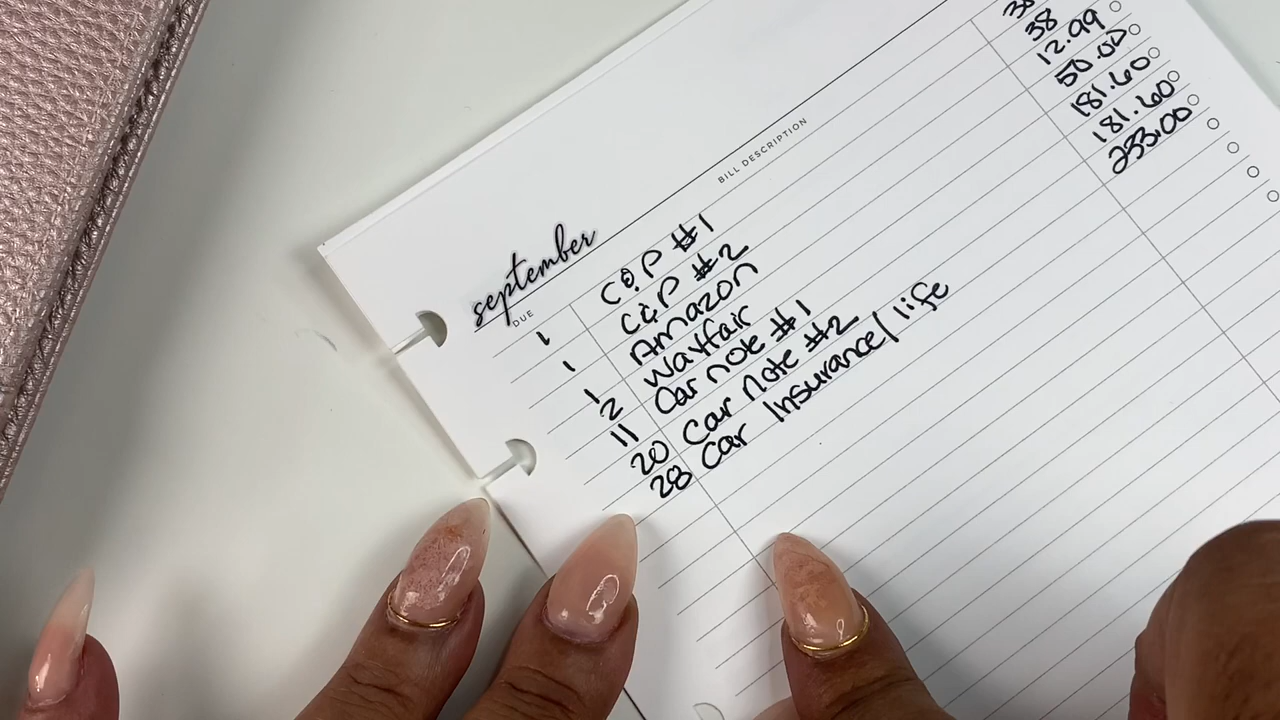 september
DUE BILL DESCRIPTION
1 C&P #1
1 C&P #2 38
1 Amazon 12.99
2 Wayfair 50.00
11 Car note #1 181.60
20 Car note #2 181.60
28 Car Insurance/life 233.00